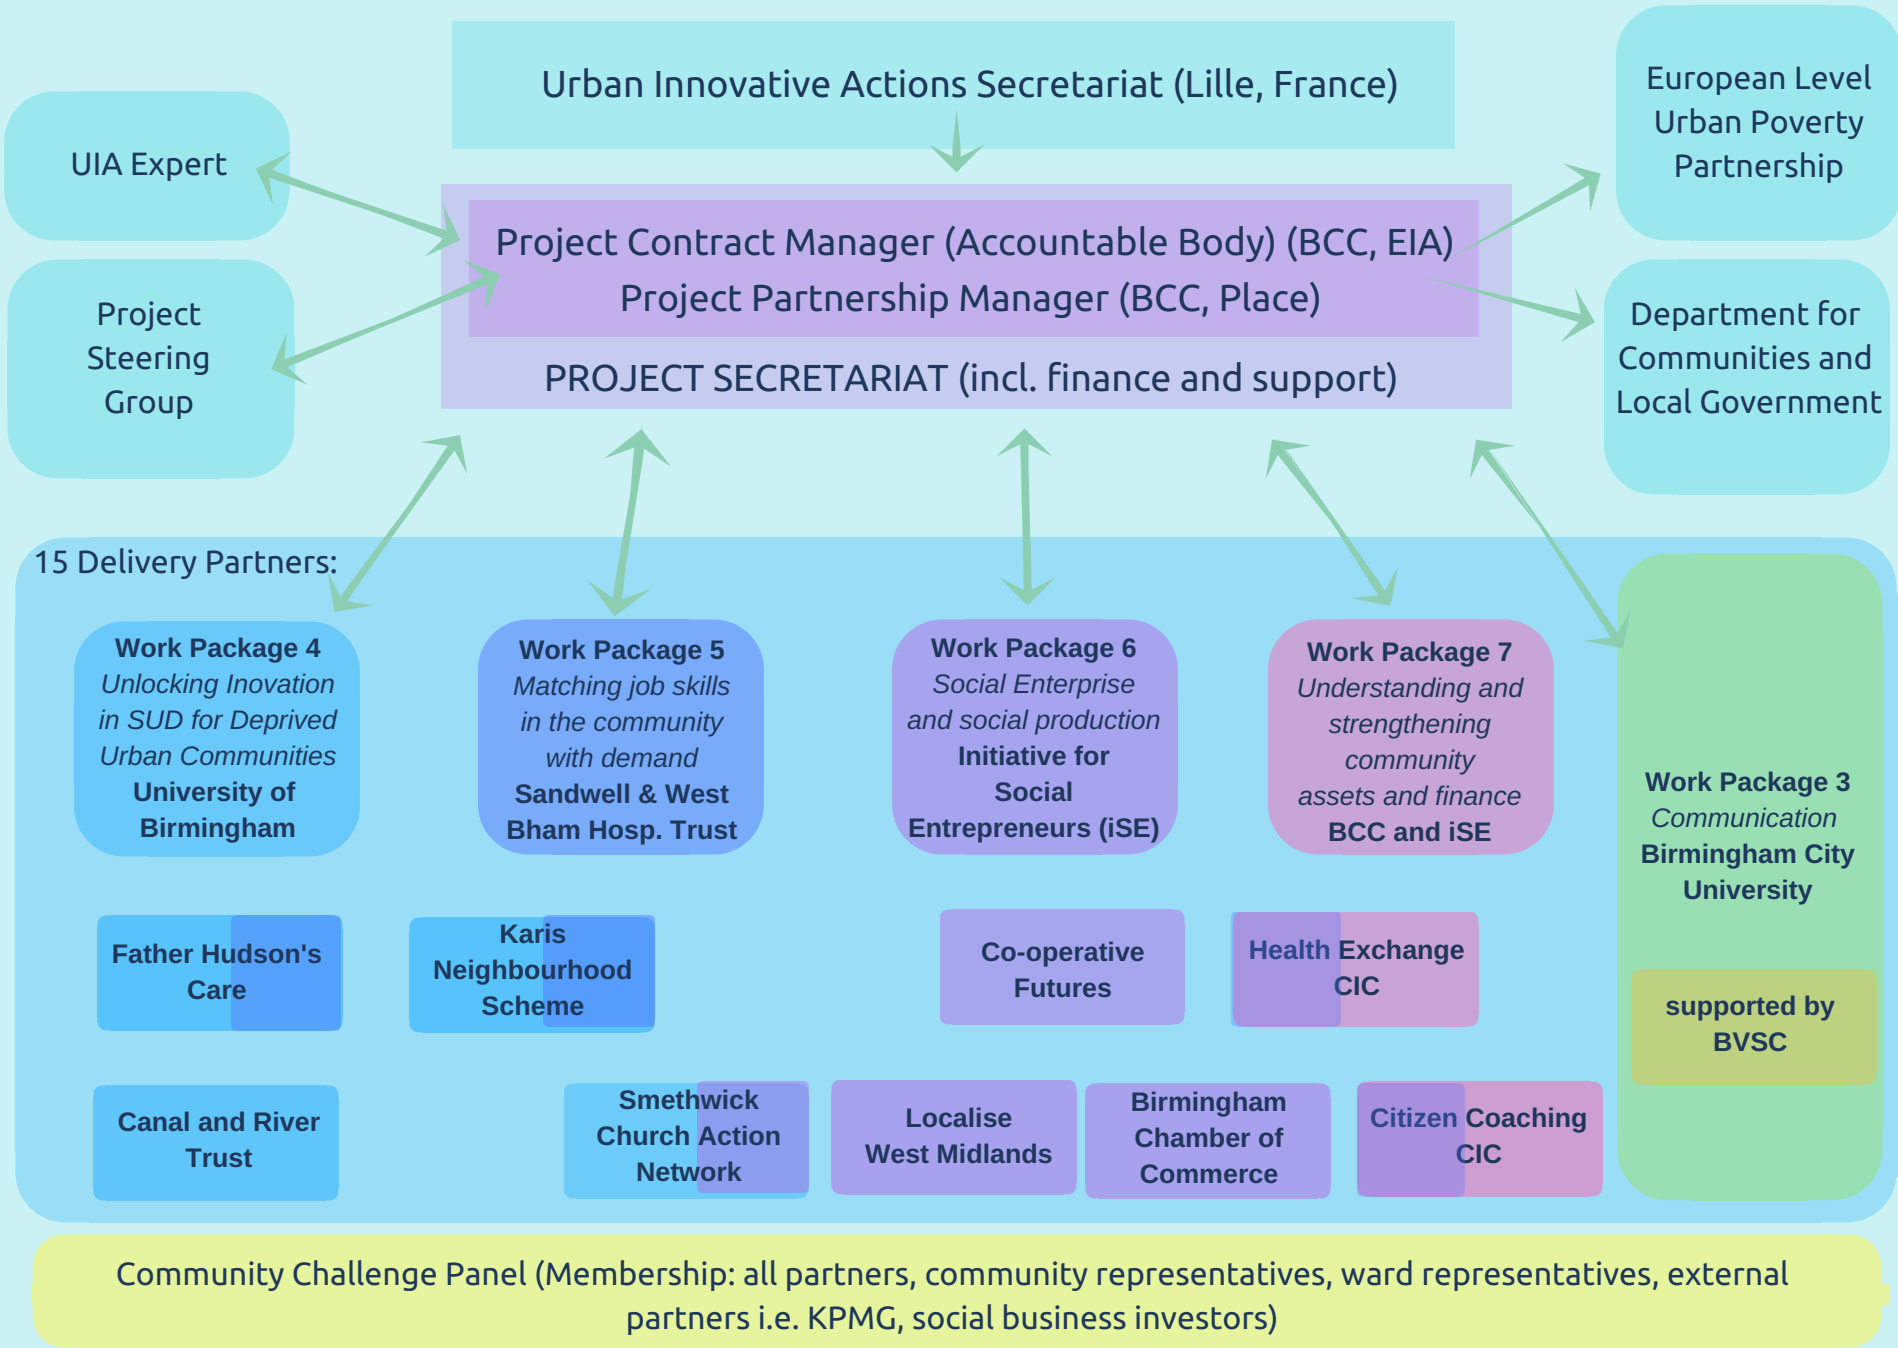 Urban Innovative Actions Secretariat (Lille, France)
UIA Expert
European Level
Urban Poverty
Partnership
Project Contract Manager (Accountable Body) (BCC, EIA)
Project Partnership Manager (BCC, Place)
PROJECT SECRETARIAT (incl. finance and support)
Project
Steering
Group
Department for
Communities and
Local Government
15 Delivery Partners:
Work Package 4
Unlocking Inovation
in SUD for Deprived
Urban Communities
University of
Birmingham
Work Package 5
Matching job skills
in the community
with demand
Sandwell & West
Bham Hosp. Trust
Work Package 6
Social Enterprise
and social production
Initiative for
Social
Entrepreneurs (iSE)
Work Package 7
Understanding and
strengthening
community
assets and finance
BCC and iSE
Work Package 3
Communication
Birmingham City
University
Father Hudson's
Care
Karis
Neighbourhood
Scheme
Co-operative
Futures
Health Exchange
CIC
supported by
BVSC
Canal and River
Trust
Smethwick
Church Action
Network
Localise
West Midlands
Birmingham
Chamber of
Commerce
Citizen Coaching
CIC
Community Challenge Panel (Membership: all partners, community representatives, ward representatives, external
partners i.e. KPMG, social business investors)